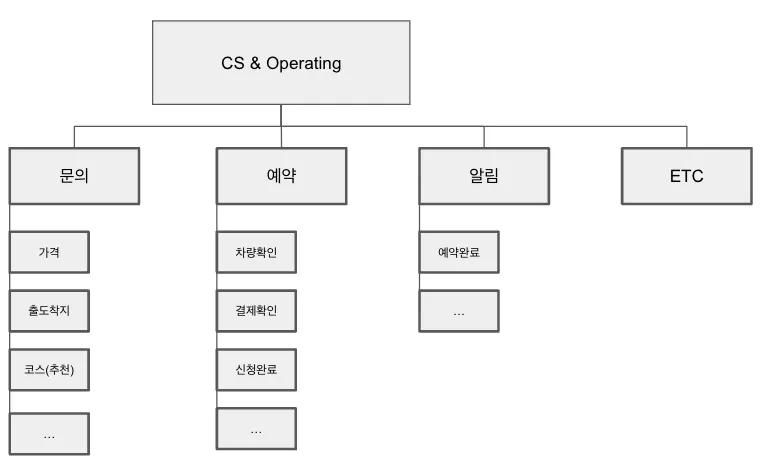 CS & Operating
문의
예약
알림
ETC
가격
출도착지
코스(추천)
...
차량확인
결제확인
신청완료
...
예약완료
...